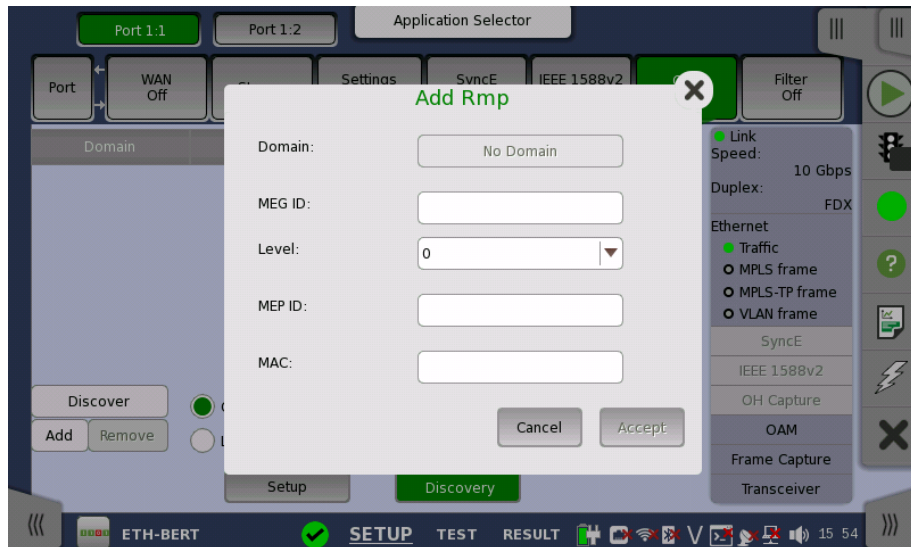 Port 1:1
Port 1:2
Application Selector
Port
WAN
Off
Settings
SyncE
IEEE 1588v2
Filter
Off
Add Rmp
Domain
Domain:
No Domain
MEG ID:
Level:
0
MEP ID:
MAC:
Cancel
Accept
Link
Speed:
10 Gbps
Duplex:
FDX
Ethernet
Traffic
MPLS frame
MPLS-TP frame
VLAN frame
SyncE
IEEE 1588v2
OH Capture
OAM
Frame Capture
Transceiver
Discover
Add
Remove
Setup
Discovery
ETH-BERT
SETUP
TEST
RESULT
V
15 54